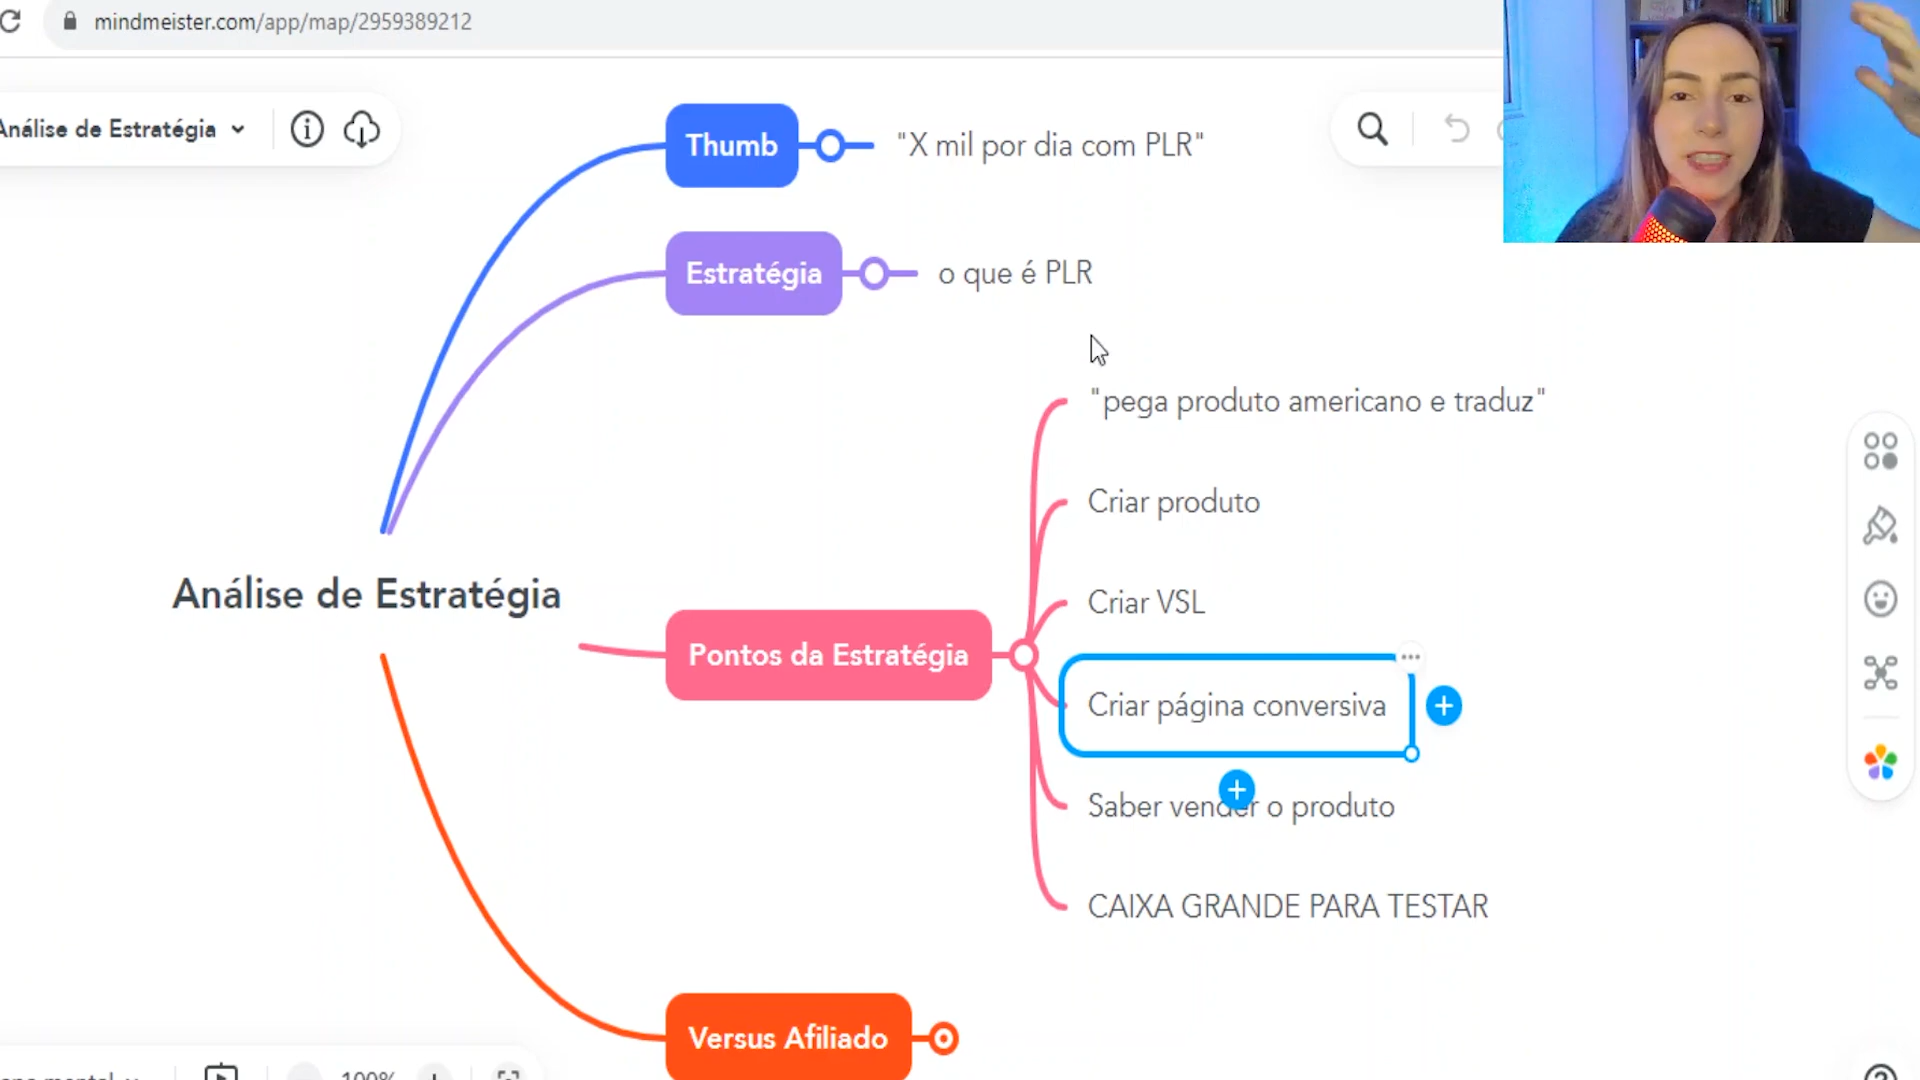 mindmeister.com/app/map/2959389212
Análise de Estratégia
Thumb
"X mil por dia com PLR"
Estratégia
o que é PLR
"pega produto americano e traduz"
Criar produto
Criar VSL
Análise de Estratégia
Pontos da Estratégia
Criar página conversiva
Saber vender o produto
CAIXA GRANDE PARA TESTAR
Versus Afiliado
mental
100%